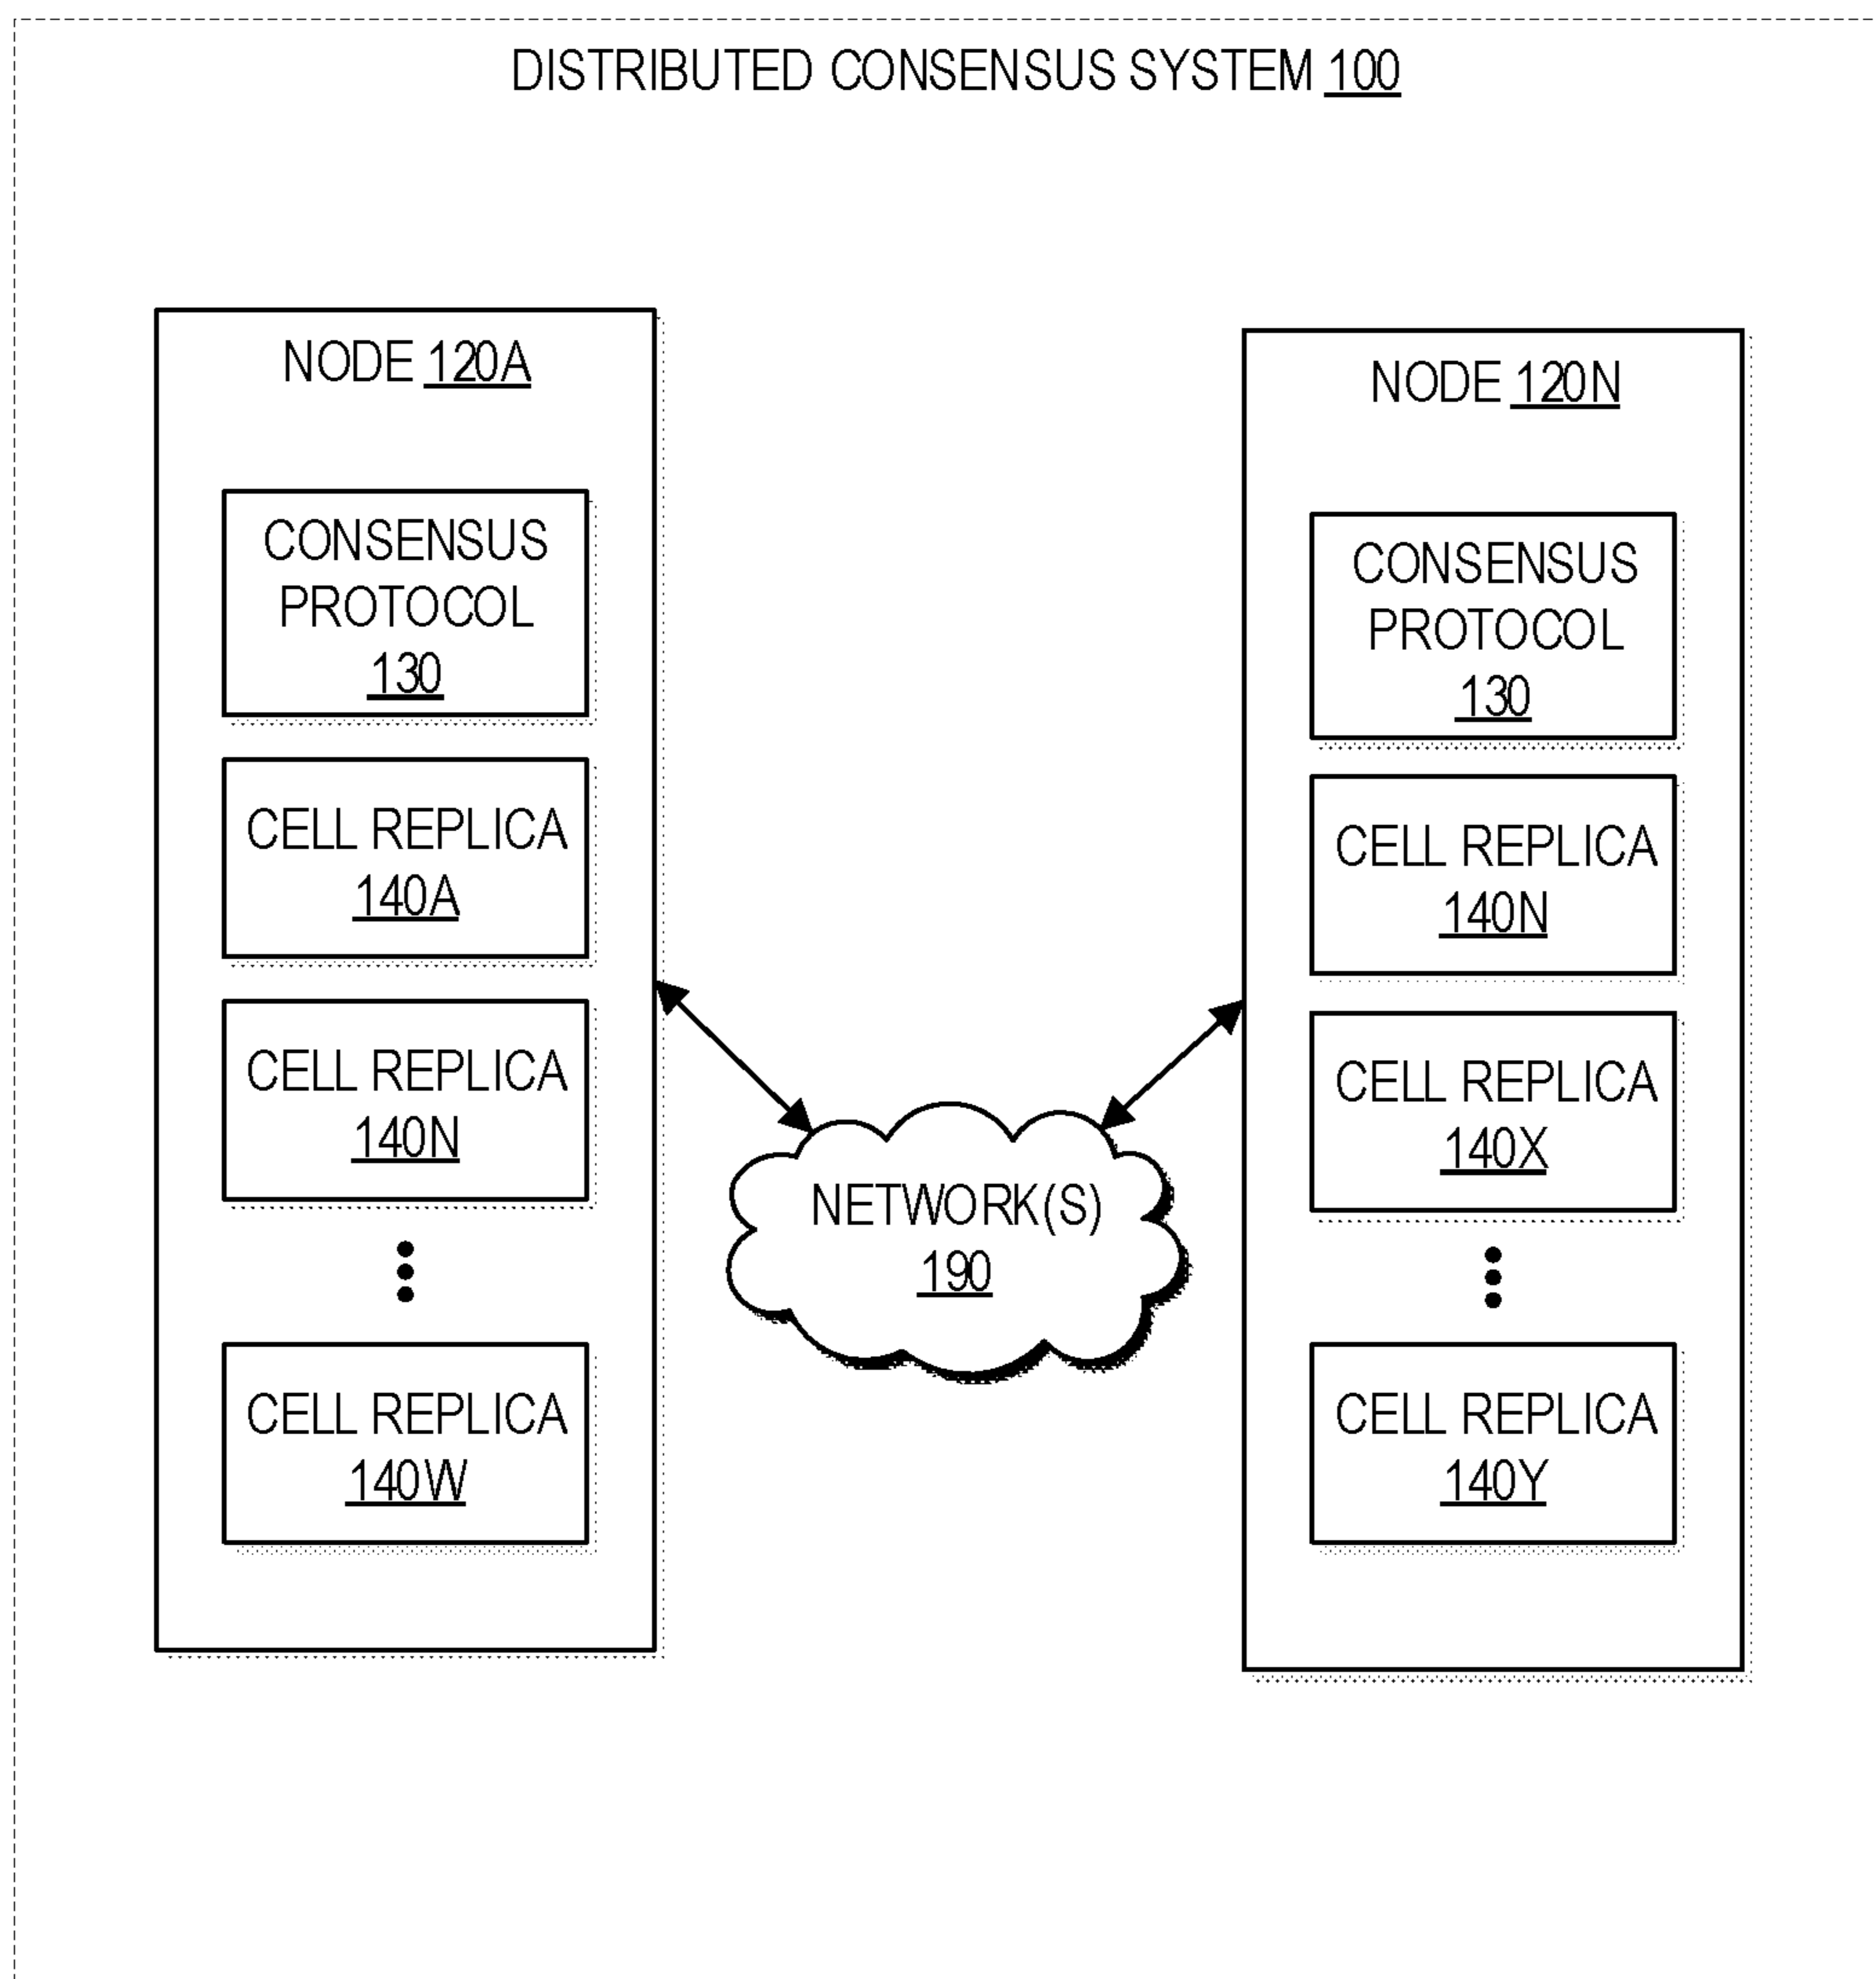 DISTRIBUTED CONSENSUS SYSTEM 100
NODE 120A
CONSENSUS
PROTOCOL
130
CELL REPLICA
140A
CELL REPLICA
140N
CELL REPLICA
140W
NETWORK(S)
190
NODE 120N
CONSENSUS
PROTOCOL
130
CELL REPLICA
140N
CELL REPLICA
140X
CELL REPLICA
140Y